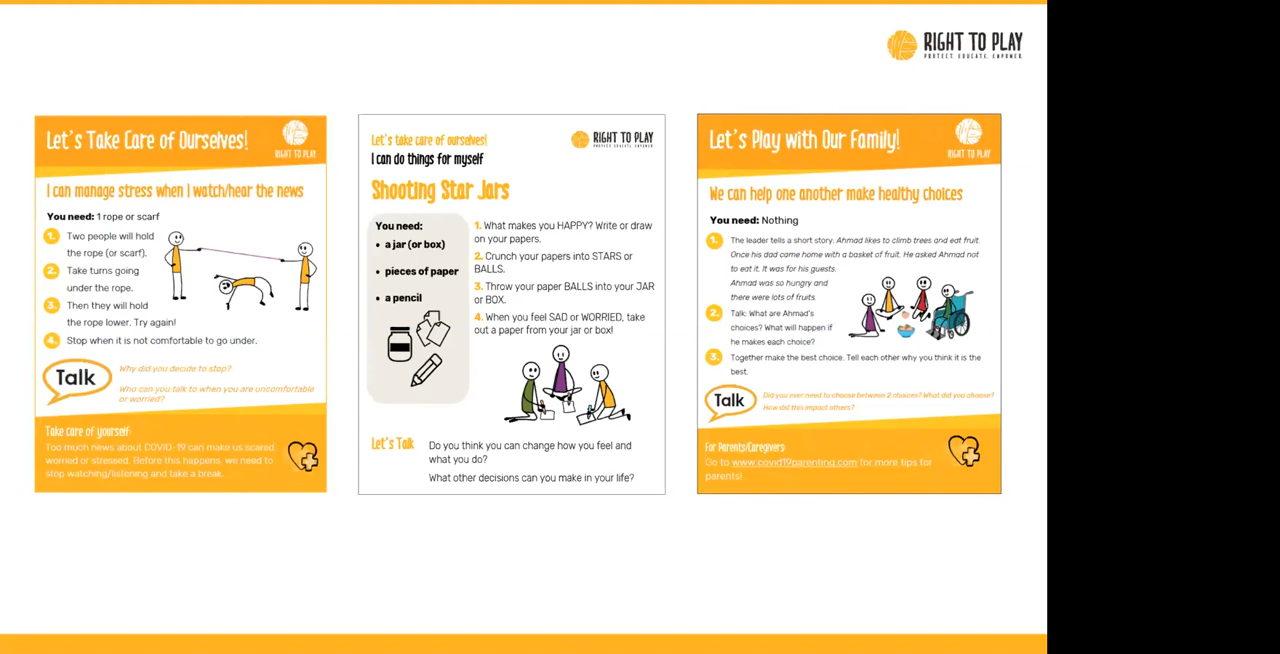 RIGHT TO PLAY
PROTECT. EDUCATE. EMPOWER.
Let's Take Care of Ourselves!
RIGHT TO PLAY
I can manage stress when I watch/hear the news
You need: 1 rope or scarf
1. Two people will hold
the rope (or scarf).
2. Take turns going
under the rope.
3. Then they will hold
the rope lower. Try again!
4. Stop when it is not comfortable to go under.
Talk
Why did you decide to stop?
Who can you talk to when you are uncomfortable
or worried?
Take care of yourself:
Too much news about COVID-19 can make us scared,
worried or stressed. Before this happens, we need to
stop watching/listening and take a break.
Let's take care of ourselves!
I can do things for myself
RIGHT TO PLAY
PROTECT. EDUCATE. EMPOWER.
Shooting Star Jars
You need:
• a jar (or box)
• pieces of paper
• a pencil
1. What makes you HAPPY? Write or draw
on your papers.
2. Crunch your papers into STARS or
BALLS.
3. Throw your paper BALLS into your JAR
or BOX.
4. When you feel SAD or WORRIED, take
out a paper from your jar or box!
Let's Talk
Do you think you can change how you feel and
what you do?
What other decisions can you make in your life?
Let's Play with Our Family!
RIGHT TO PLAY
We can help one another make healthy choices
You need: Nothing
1. The leader tells a short story. Ahmad likes to climb trees and eat fruit.
Once his dad came home with a basket of fruit. He asked Ahmad not
to eat it. It was for his guests.
Ahmad was so hungry and
there were lots of fruits.
2. Talk: What are Ahmad's
choices? What will happen if
he makes each choice?
3. Together make the best choice. Tell each other why you think it is the
best.
Talk
Did you ever need to choose between 2 choices? What did you choose?
How did this impact others?
For Parents/Caregivers
Go to www.covid19parenting.com for more tips for
parents!